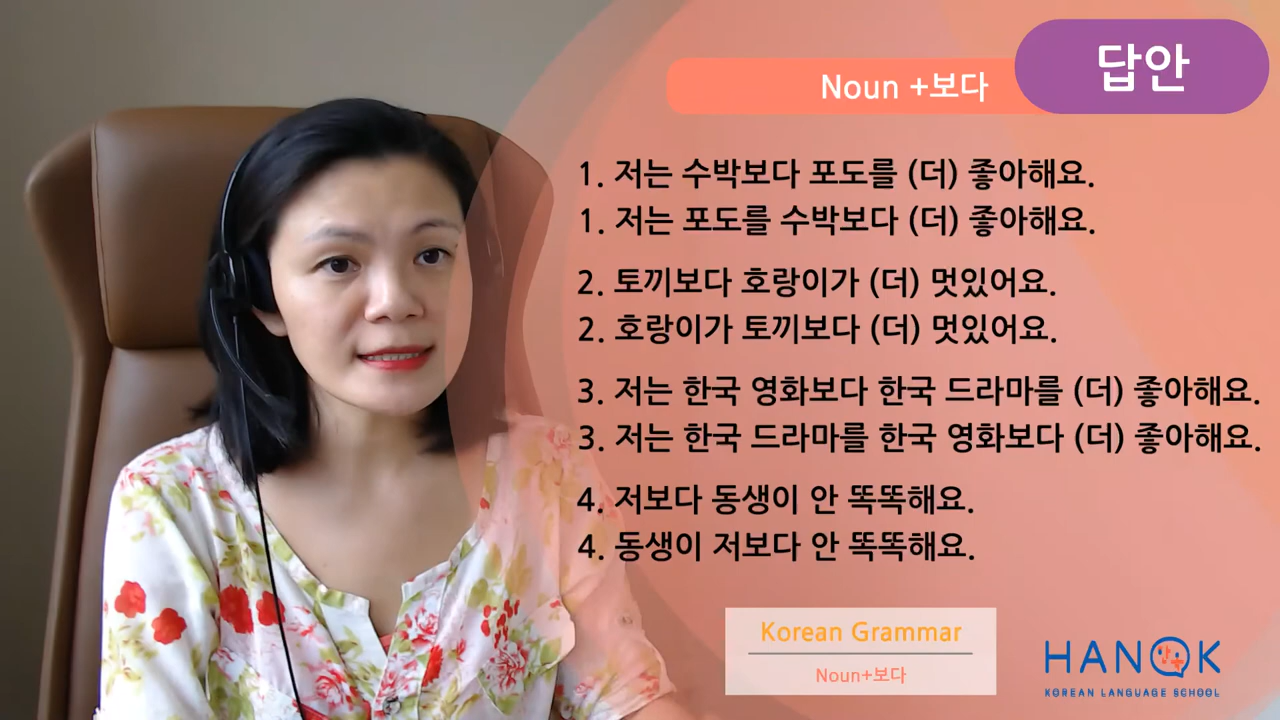 Noun +보다
답안
1. 저는 수박보다 포도를 (더) 좋아해요.
1. 저는 포도를 수박보다 (더) 좋아해요.
2. 토끼보다 호랑이가 (더) 멋있어요.
2. 호랑이가 토끼보다 (더) 멋있어요.
3. 저는 한국 영화보다 한국 드라마를 (더) 좋아해요.
3. 저는 한국 드라마를 한국 영화보다 (더) 좋아해요.
4. 저보다 동생이 안 똑똑해요.
4. 동생이 저보다 안 똑똑해요.
Korean Grammar
Noun+보다
HANOK
KOREAN LANGUAGE SCHOOL